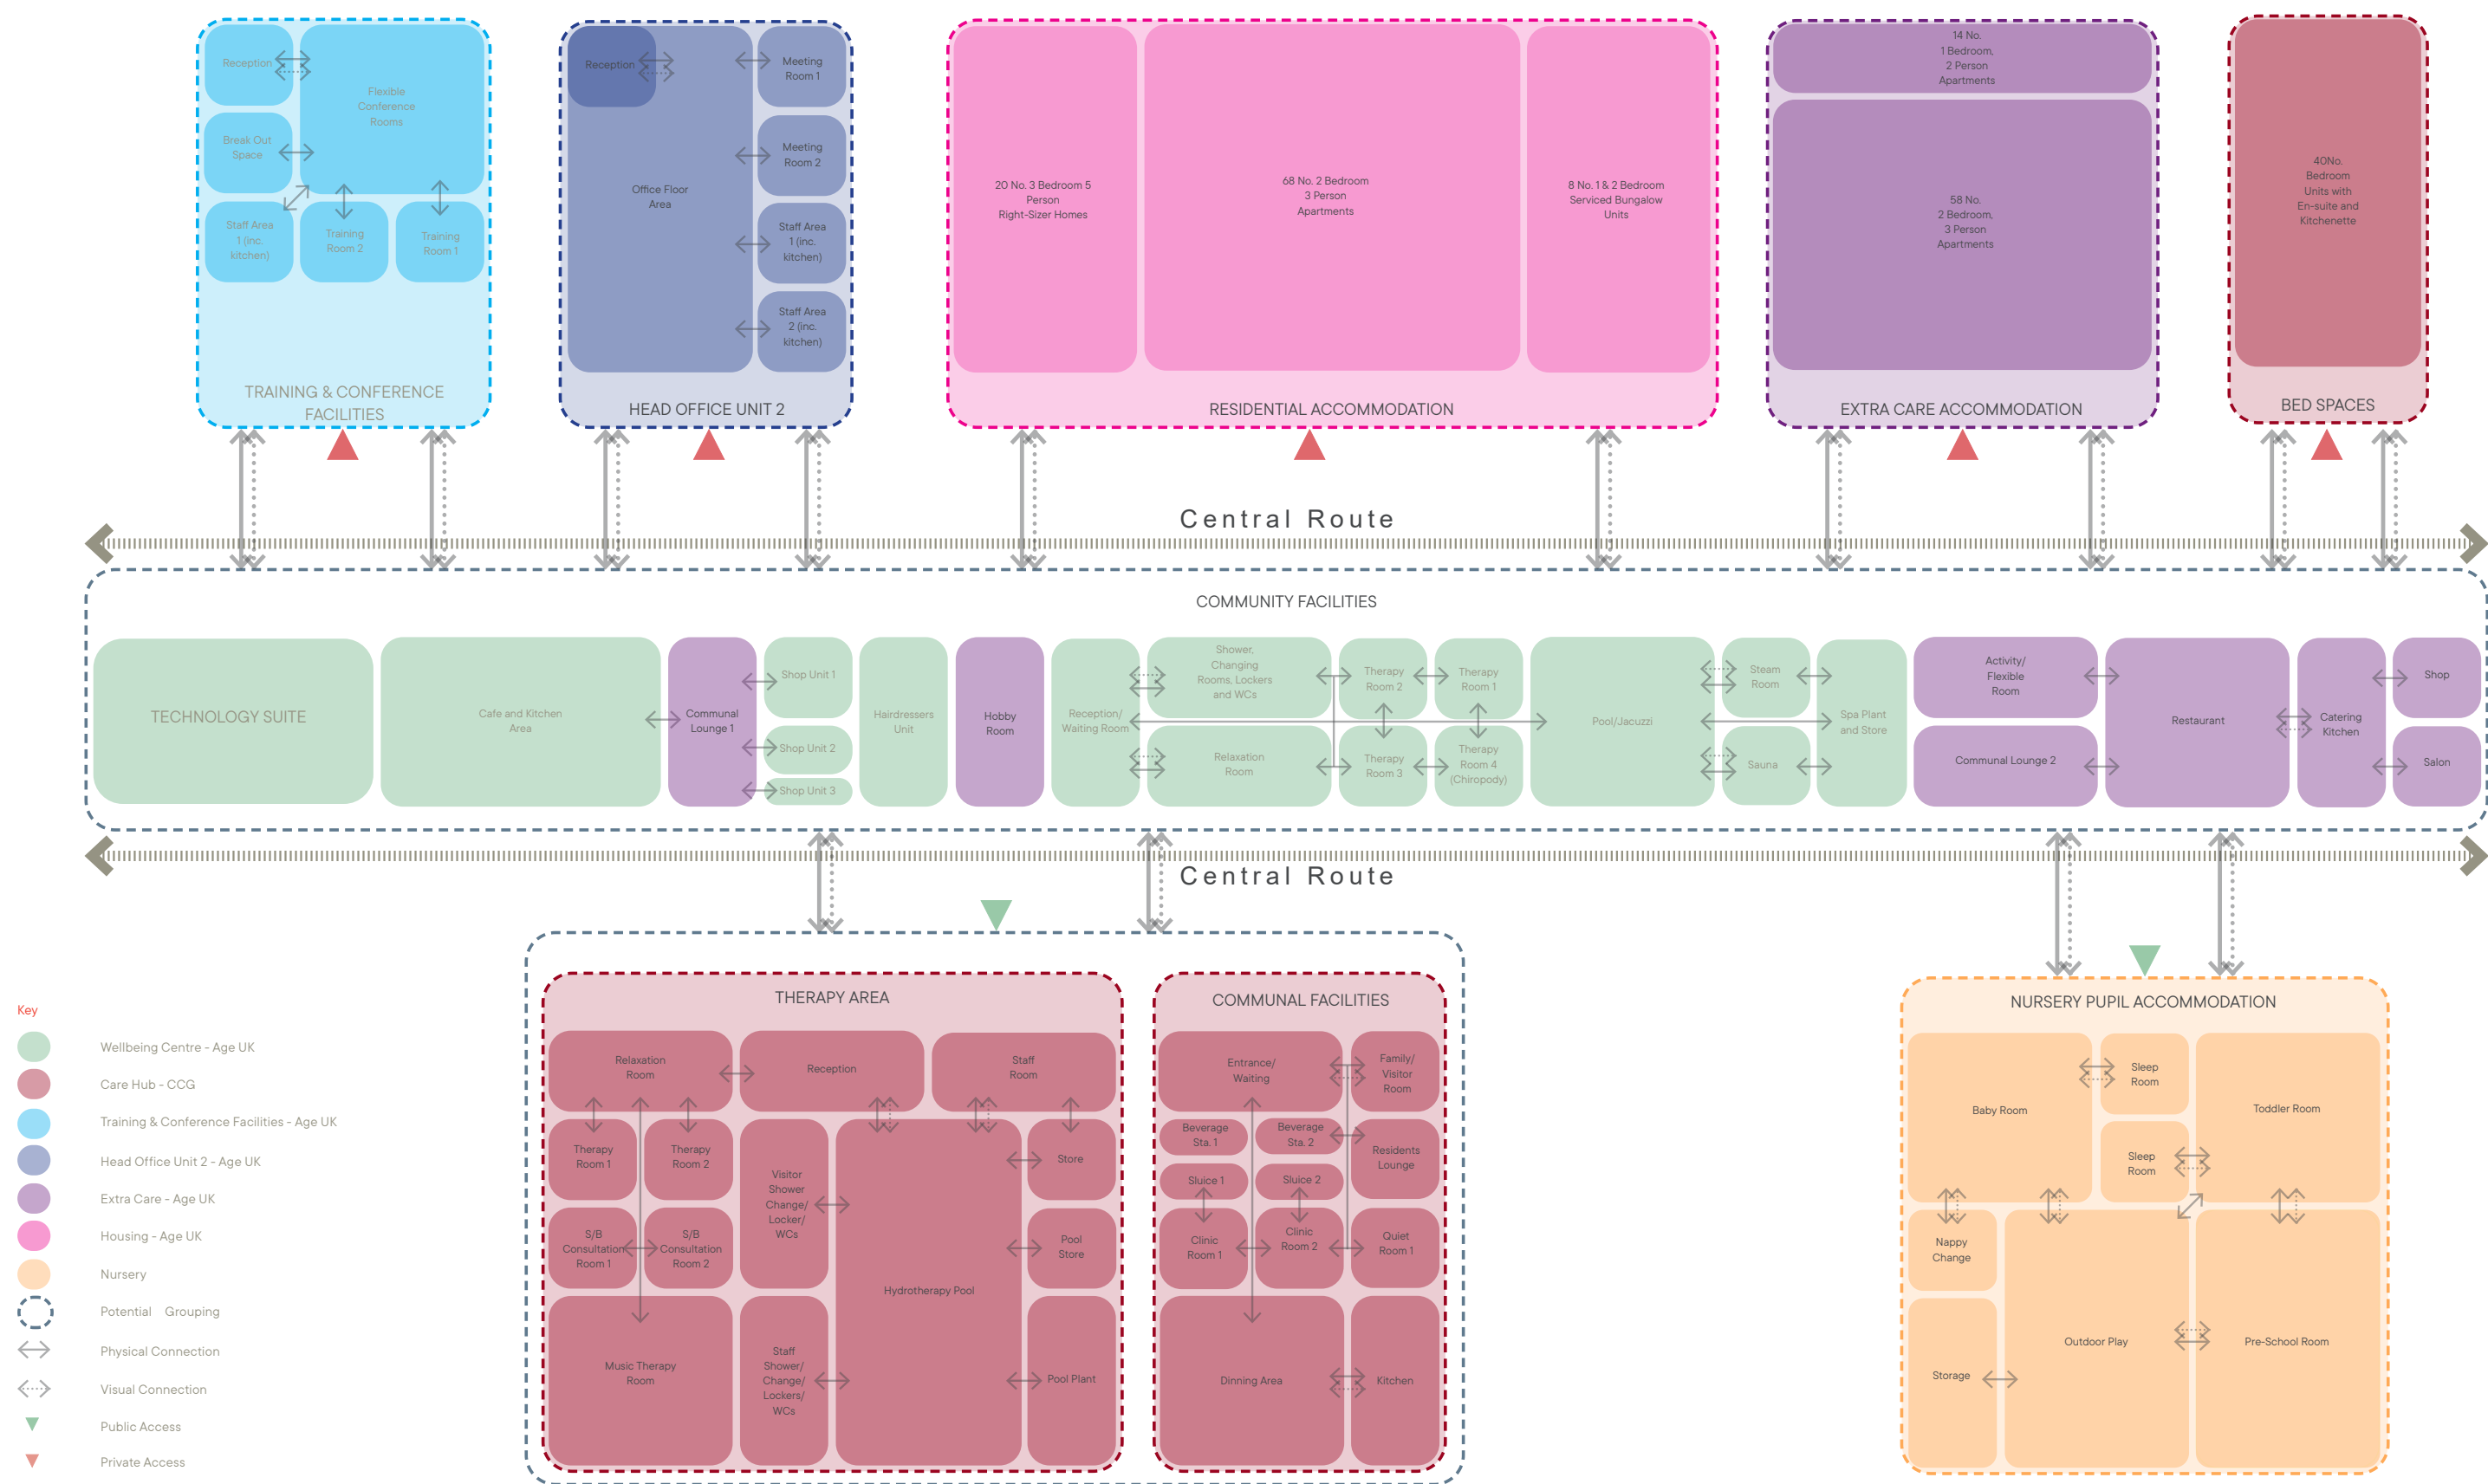 Reception
Flexible
Conference
Rooms
Break Out
Space
Staff Area
1 (inc.
kitchen)
Training
Room 2
Training
Room 1
TRAINING & CONFERENCE
FACILITIES
Reception
Office Floor
Area
Meeting
Room 1
Meeting
Room 2
Staff Area
1 (inc.
kitchen)
Staff Area
2 (inc.
kitchen)
HEAD OFFICE UNIT 2
20 No. 3 Bedroom 5
Person
Right-Sizer Homes
68 No. 2 Bedroom
3 Person
Apartments
8 No. 1 & 2 Bedroom
Serviced Bungalow
Units
RESIDENTIAL ACCOMMODATION
14 No.
1 Bedroom,
2 Person
Apartments
58 No.
2 Bedroom,
3 Person
Apartments
EXTRA CARE ACCOMMODATION
40No.
Bedroom
Units with
En-suite and
Kitchenette
BED SPACES
Central Route
COMMUNITY FACILITIES
TECHNOLOGY SUITE
Cafe and Kitchen
Area
Communal
Lounge 1
Shop Unit 1
Shop Unit 2
Shop Unit 3
Hairdressers
Unit
Hobby
Room
Reception/
Waiting Room
Shower,
Changing
Rooms, Lockers
and WCs
Relaxation
Room
Therapy
Room 2
Therapy
Room 1
Therapy
Room 3
Therapy
Room 4
(Chiropody)
Pool/Jacuzzi
Steam
Room
Sauna
Spa Plant
and Store
Activity/
Flexible
Room
Communal Lounge 2
Restaurant
Catering
Kitchen
Shop
Salon
Central Route
THERAPY AREA
Relaxation
Room
Reception
Staff
Room
Therapy
Room 1
Therapy
Room 2
Visitor
Shower
Change/
Locker/
WCs
Store
S/B
Consultation
Room 1
S/B
Consultation
Room 2
Hydrotherapy Pool
Pool
Store
Music Therapy
Room
Staff
Shower/
Change/
Lockers/
WCs
Pool Plant
COMMUNAL FACILITIES
Entrance/
Waiting
Family/
Visitor
Room
Beverage
Sta. 1
Beverage
Sta. 2
Residents
Lounge
Sluice 1
Sluice 2
Clinic
Room 1
Clinic
Room 2
Quiet
Room 1
Dinning Area
Kitchen
NURSERY PUPIL ACCOMMODATION
Baby Room
Sleep
Room
Toddler Room
Sleep
Room
Nappy
Change
Outdoor Play
Pre-School Room
Storage
Key
Wellbeing Centre - Age UK
Care Hub - CCG
Training & Conference Facilities - Age UK
Head Office Unit 2 - Age UK
Extra Care - Age UK
Housing - Age UK
Nursery
Potential Grouping
Physical Connection
Visual Connection
Public Access
Private Access